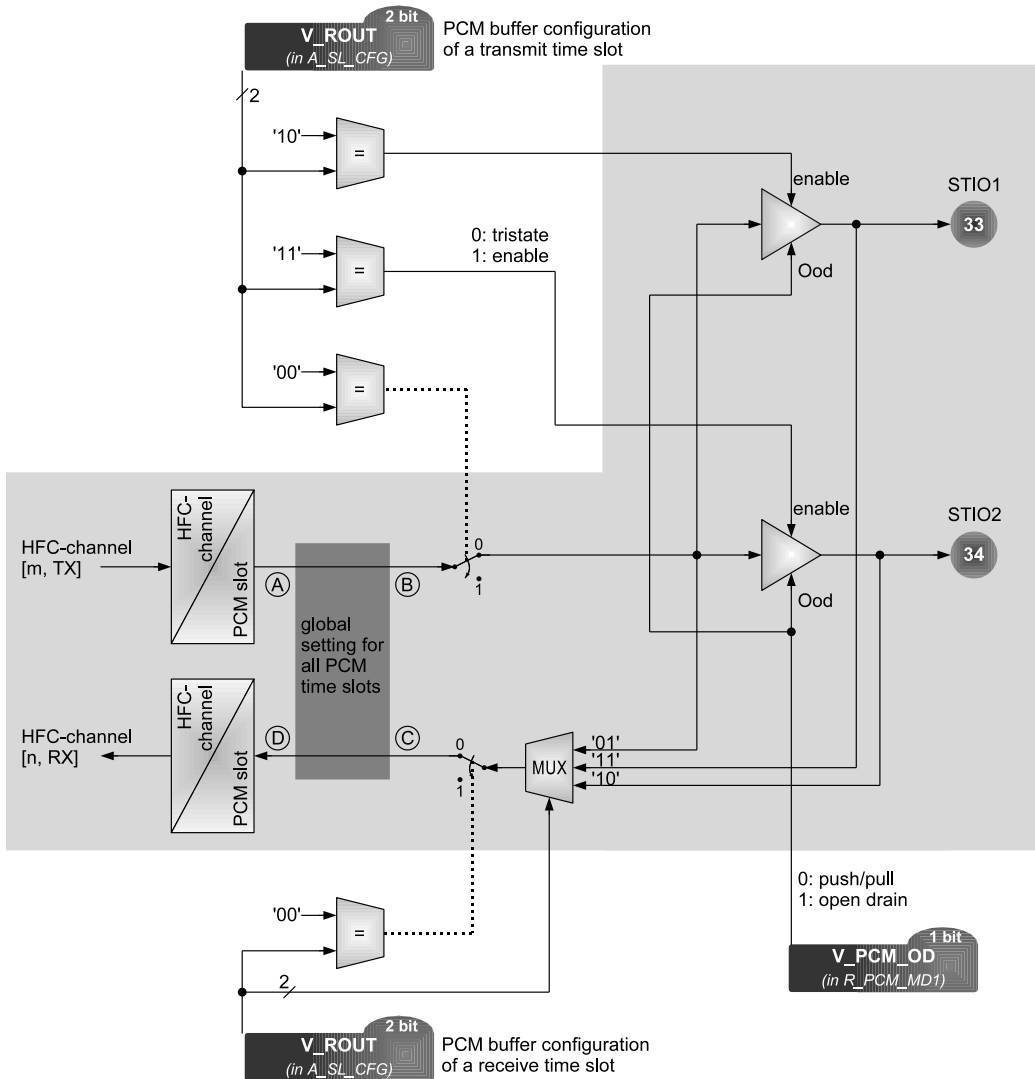 2 bit
V_ROUT
(in A_SL_CFG)
PCM buffer configuration
of a transmit time slot
2
'10'
=
enable
STIO1
33
'11'
=
0: tristate
1: enable
Ood
'00'
=
enable
STIO2
34
HFC-channel
[m, TX]
HFC-
channel
PCM slot
A
B
0
1
Ood
global
setting for
all PCM
time slots
HFC-channel
[n, RX]
HFC-
channel
PCM slot
D
C
0
1
MUX
'01'
'11'
'10'
0: push/pull
1: open drain
'00'
=
1 bit
V_PCM_OD
(in R_PCM_MD1)
2
2 bit
V_ROUT
(in A_SL_CFG)
PCM buffer configuration
of a receive time slot